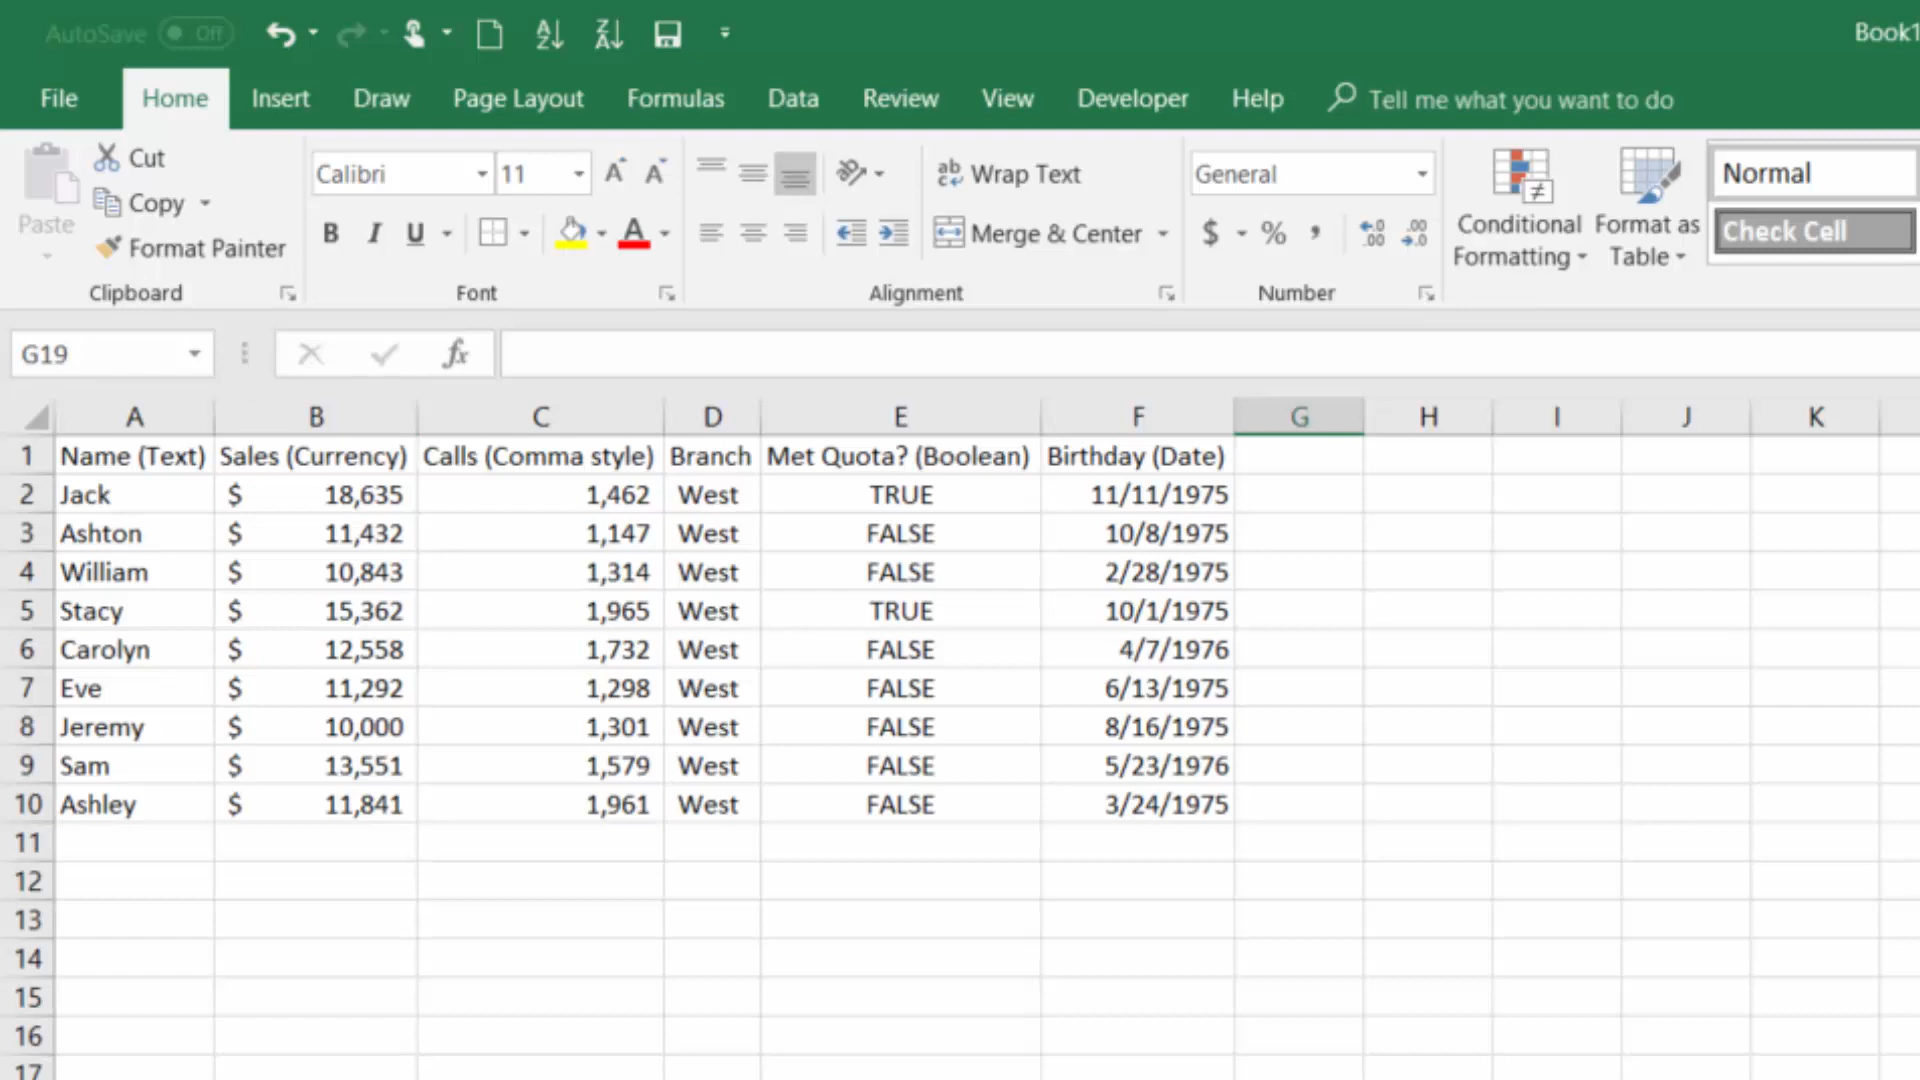 AutoSave Off Book1
File Home Insert Draw Page Layout Formulas Data Review View Developer Help Tell me what you want to do
Paste
Cut
Copy
Format Painter
Clipboard
Calibri 11
B I U
Font
Wrap Text
Merge & Center
Alignment
General
$ % ,
Number
Conditional Formatting
Format as Table
Normal
Check Cell
G19 fx
A B C D E F G H I J K
1 Name (Text) Sales (Currency) Calls (Comma style) Branch Met Quota? (Boolean) Birthday (Date)
2 Jack $ 18,635 1,462 West TRUE 11/11/1975
3 Ashton $ 11,432 1,147 West FALSE 10/8/1975
4 William $ 10,843 1,314 West FALSE 2/28/1975
5 Stacy $ 15,362 1,965 West TRUE 10/1/1975
6 Carolyn $ 12,558 1,732 West FALSE 4/7/1976
7 Eve $ 11,292 1,298 West FALSE 6/13/1975
8 Jeremy $ 10,000 1,301 West FALSE 8/16/1975
9 Sam $ 13,551 1,579 West FALSE 5/23/1976
10 Ashley $ 11,841 1,961 West FALSE 3/24/1975
11
12
13
14
15
16
17